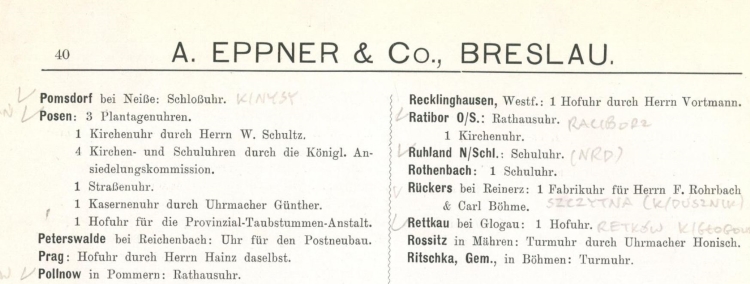 40
A. EPPNER & Co., BRESLAU.
Pomsdorf bei Neiße: Schloßuhr. KINYSY
Posen: 3 Plantagenuhren.
1 Kirchenuhr durch Herrn W. Schultz.
4 Kirchen- und Schuluhren durch die Königl. An-
siedelungskommission.
1 Straßenuhr.
1 Kasernenuhr durch Uhrmacher Günther.
1 Hofuhr für die Provinzial-Taubstummen-Anstalt.
Peterswalde bei Reichenbach: Uhr für den Postneubau.
Prag: Hofuhr durch Herrn Hainz daselbst.
Pollnow in Pommern: Rathausuhr.
Recklinghausen, Westf.: 1 Hofuhr durch Herrn Vortmann.
Ratibor O/S.: Rathausuhr. RACIBORZ
1 Kirchenuhr.
Ruhland N/Schl.: Schuluhr. (NRD)
Rothenbach: 1 Schuluhr.
Rückers bei Reinerz: 1 Fabrikuhr für Herrn F. Rohrbach
& Carl Böhme. SZCZYTNA (K/DUSZNIK)
Rettkau bei Glogau: 1 Hofuhr. RETKÓW K/GŁOGOW
Rossitz in Mähren: Turmuhr durch Uhrmacher Honisch.
Ritschka, Gem., in Böhmen: Turmuhr.